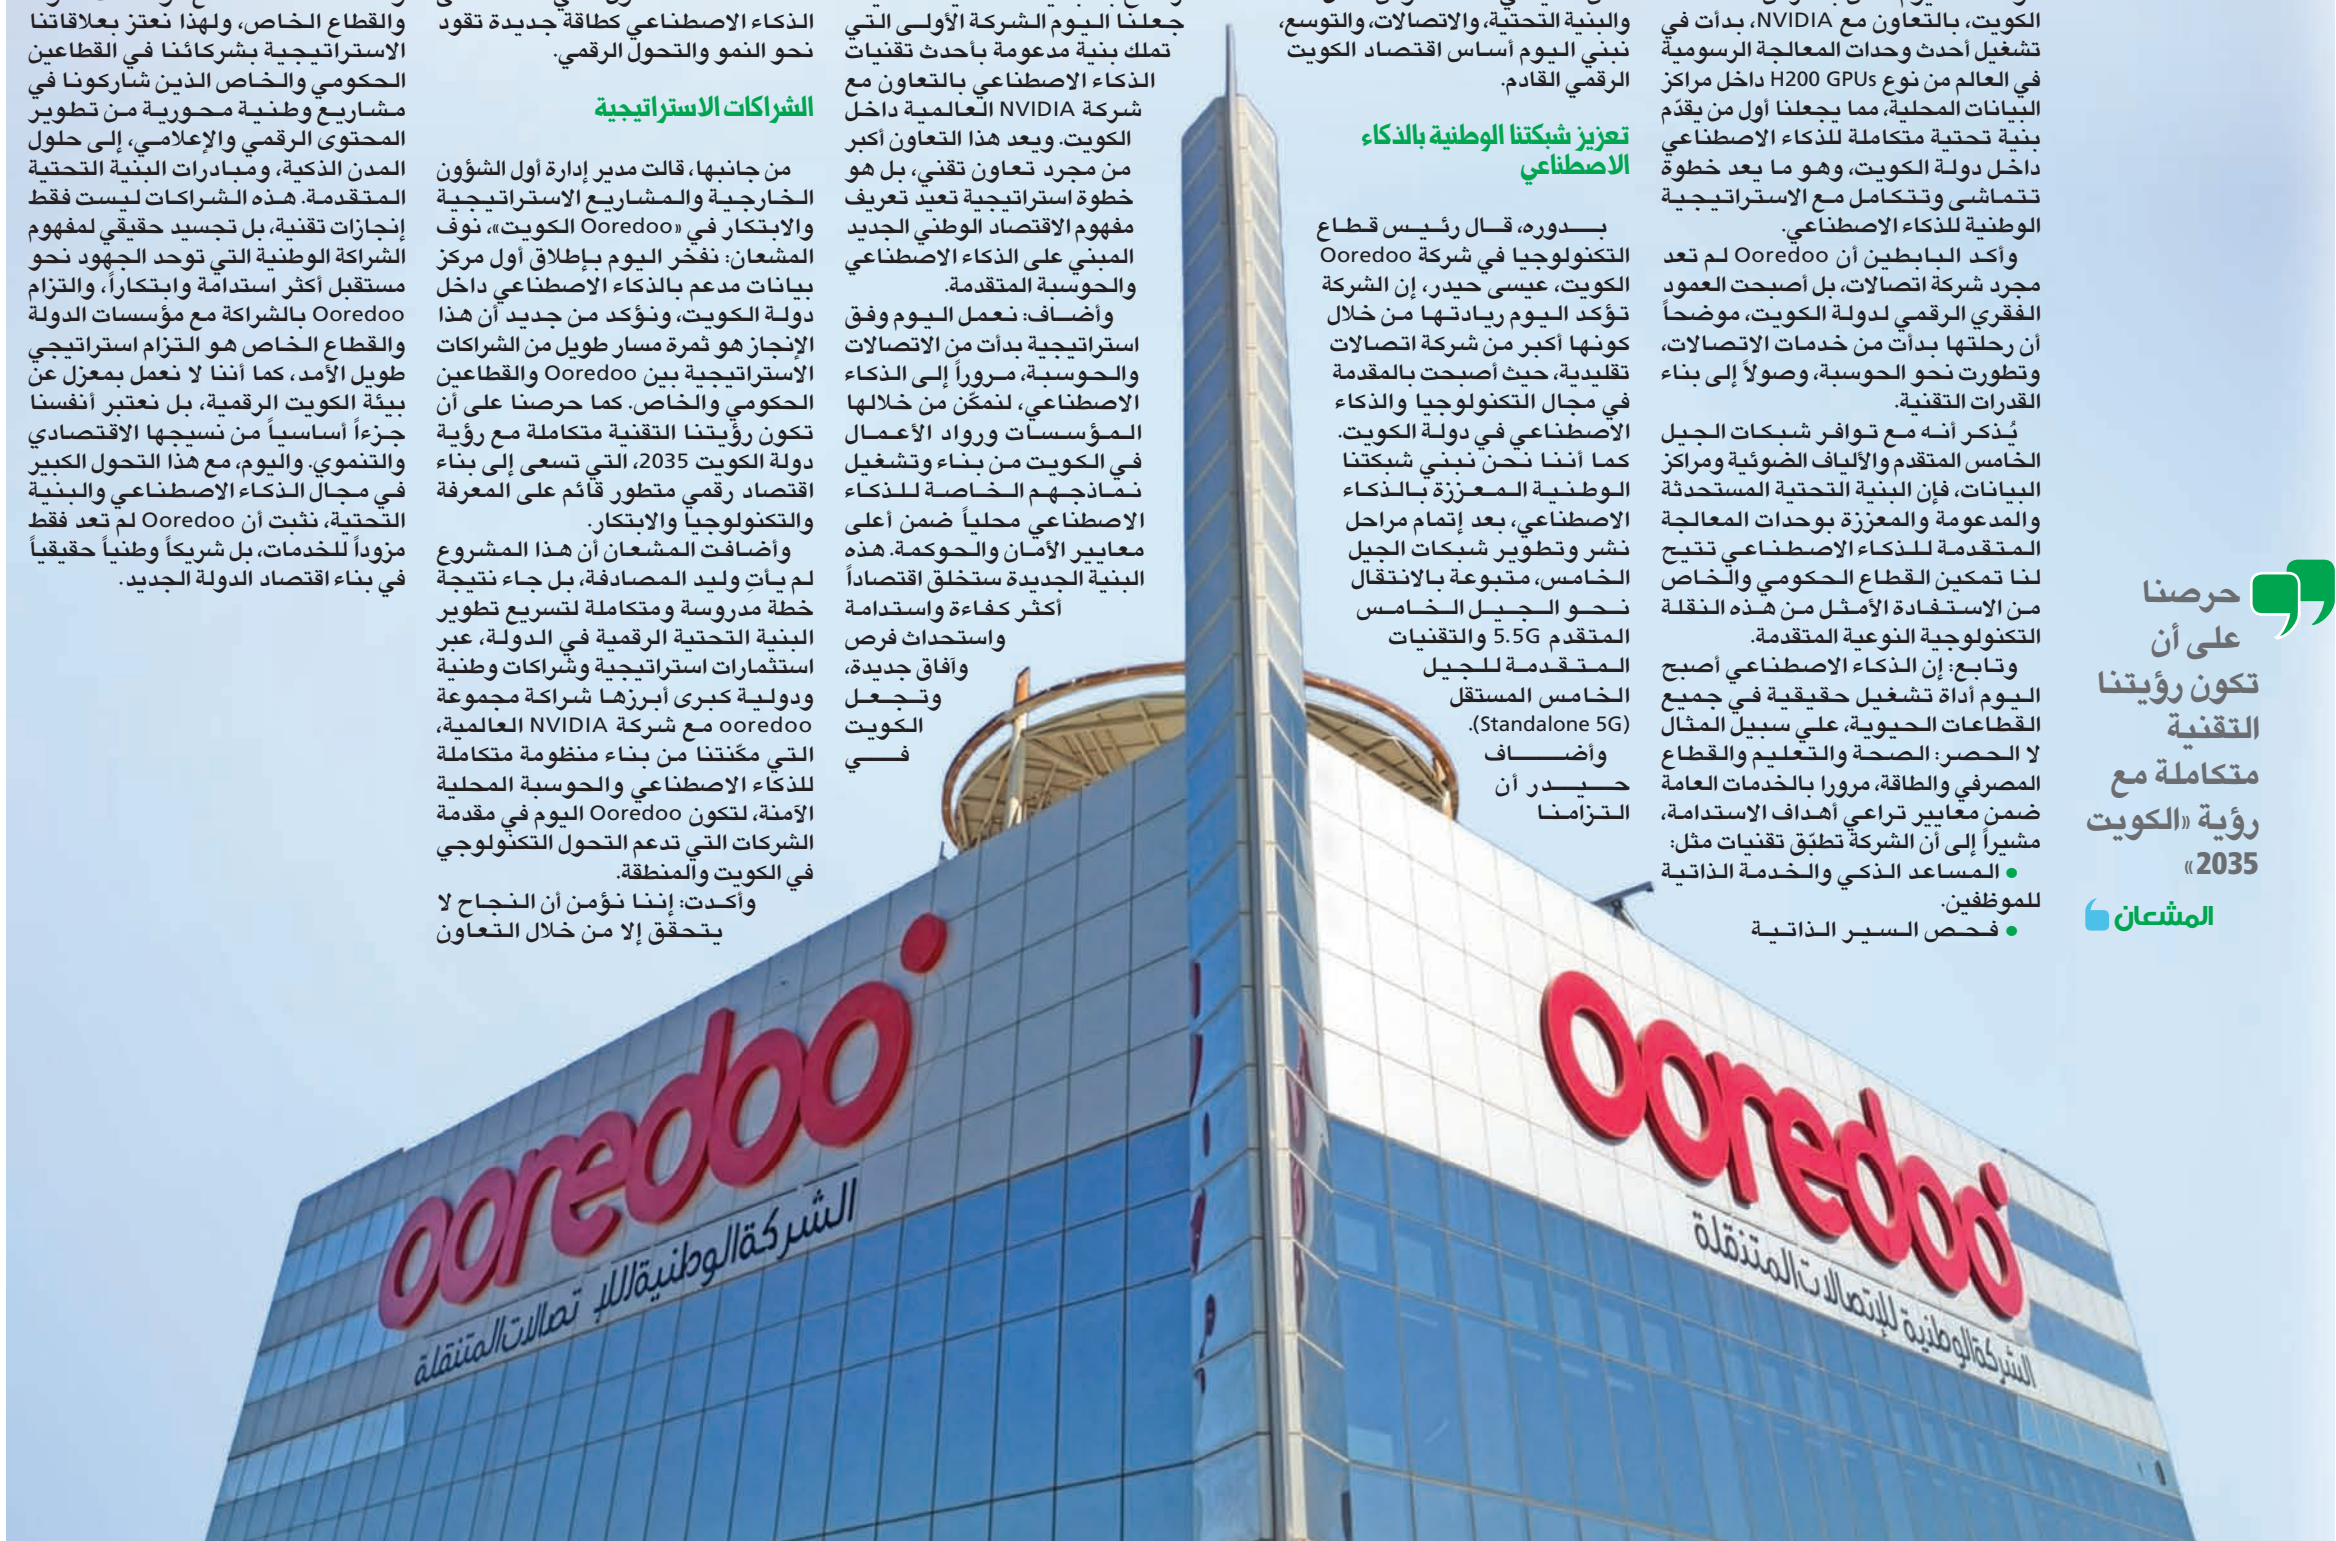 الكويت، بالتعاون مع NVIDIA، بدأت في
تشغيل أحدث وحدات المعالجة الرسومية
في العالم من نوع H200 GPUs داخل مراكز
البيانات المحلية، مما يجعلنا أول من يقدّم
بنية تحتية متكاملة للذكاء الاصطناعي
داخل دولة الكويت، وهو ما يعد خطوة
تتماشى وتتكامل مع الاستراتيجية
الوطنية للذكاء الاصطناعي.
وأكد البابطين أن Ooredoo لم تعد
مجرد شركة اتصالات، بل أصبحت العمود
الفقري الرقمي لدولة الكويت، موضحاً
أن رحلتها بدأت من خدمات الاتصالات،
وتطورت نحو الحوسبة، وصولاً إلى بناء
القدرات التقنية.
يُذكر أنه مع توافر شبكات الجيل
الخامس المتقدم والألياف الضوئية ومراكز
البيانات، فإن البنية التحتية المستحدثة
والمدعومة والمعززة بوحدات المعالجة
المتقدمة للذكاء الاصطناعي تتيح
لنا تمكين القطاع الحكومي والخاص
من الاستفادة الأمثل من هذه النقلة
التكنولوجية النوعية المتقدمة.
وتابع: إن الذكاء الاصطناعي أصبح
اليوم أداة تشغيل حقيقية في جميع
القطاعات الحيوية، على سبيل المثال
لا الحصر: الصحة والتعليم والقطاع
المصرفي والطاقة، مرورا بالخدمات العامة
ضمن معايير تراعي أهداف الاستدامة،
مشيراً إلى أن الشركة تطبّق تقنيات مثل:
• المساعد الذكي والخدمة الذاتية
للموظفين.
• فحص السير الذاتية
والبنية التحتية، والاتصالات، والتوسع،
نبني اليوم أساس اقتصاد الكويت
الرقمي القادم.
تعزيز شبكتنا الوطنية بالذكاء
الاصطناعي
بدوره، قال رئيس قطاع
التكنولوجيا في شركة Ooredoo
الكويت، عيسى حيدر، إن الشركة
تؤكد اليوم ريادتها من خلال
كونها أكبر من شركة اتصالات
تقليدية، حيث أصبحت بالمقدمة
في مجال التكنولوجيا والذكاء
الاصطناعي في دولة الكويت.
كما أننا نحن نبني شبكتنا
الوطنية المعززة بالذكاء
الاصطناعي، بعد إتمام مراحل
نشر وتطوير شبكات الجيل
الخامس، متبوعة بالانتقال
نحو الجيل الخامس
المتقدم 5.5G والتقنيات
المتقدمة للجيل
الخامس المستقل
(Standalone 5G).
وأضاف
حيدر أن
التزامنا
جعلنا اليوم الشركة الأولى التي
تملك بنية مدعومة بأحدث تقنيات
الذكاء الاصطناعي بالتعاون مع
شركة NVIDIA العالمية داخل
الكويت. ويعد هذا التعاون أكبر
من مجرد تعاون تقني، بل هو
خطوة استراتيجية تعيد تعريف
مفهوم الاقتصاد الوطني الجديد
المبني على الذكاء الاصطناعي
والحوسبة المتقدمة.
وأضاف: نعمل اليوم وفق
استراتيجية بدأت من الاتصالات
والحوسبة، مروراً إلى الذكاء
الاصطناعي، لنمكّن من خلالها
المؤسسات ورواد الأعمال
في الكويت من بناء وتشغيل
نماذجهم الخاصة للذكاء
الاصطناعي محلياً ضمن أعلى
معايير الأمان والحوكمة. هذه
البنية الجديدة ستخلق اقتصاداً
أكثر كفاءة واستدامة
واستحداث فرص
وآفاق جديدة،
وتجعل
الكويت
في
الذكاء الاصطناعي كطاقة جديدة تقود
نحو النمو والتحول الرقمي.
الشراكات الاستراتيجية
من جانبها، قالت مدير إدارة أول الشؤون
الخارجية والمشاريع الاستراتيجية
والابتكار في «Ooredoo الكويت»، نوف
المشعان: نفخر اليوم بإطلاق أول مركز
بيانات مدعم بالذكاء الاصطناعي داخل
دولة الكويت، ونؤكد من جديد أن هذا
الإنجاز هو ثمرة مسار طويل من الشراكات
الاستراتيجية بين Ooredoo والقطاعين
الحكومي والخاص. كما حرصنا على أن
تكون رؤيتنا التقنية متكاملة مع رؤية
دولة الكويت 2035، التي تسعى إلى بناء
اقتصاد رقمي متطور قائم على المعرفة
والتكنولوجيا والابتكار.
وأضافت المشعان أن هذا المشروع
لم يأتِ وليد المصادفة، بل جاء نتيجة
خطة مدروسة ومتكاملة لتسريع تطوير
البنية التحتية الرقمية في الدولة، عبر
استثمارات استراتيجية وشراكات وطنية
ودولية كبرى أبرزها شراكة مجموعة
ooredoo مع شركة NVIDIA العالمية،
التي مكّنتنا من بناء منظومة متكاملة
للذكاء الاصطناعي والحوسبة المحلية
الآمنة، لتكون Ooredoo اليوم في مقدمة
الشركات التي تدعم التحول التكنولوجي
في الكويت والمنطقة.
وأكدت: إننا نؤمن أن النجاح لا
يتحقق إلا من خلال التعاون
والقطاع الخاص، ولهذا نعتز بعلاقاتنا
الاستراتيجية بشركائنا في القطاعين
الحكومي والخاص الذين شاركونا في
مشاريع وطنية محورية من تطوير
المحتوى الرقمي والإعلامي، إلى حلول
المدن الذكية، ومبادرات البنية التحتية
المتقدمة. هذه الشراكات ليست فقط
إنجازات تقنية، بل تجسيد حقيقي لمفهوم
الشراكة الوطنية التي توحد الجهود نحو
مستقبل أكثر استدامة وابتكاراً، والتزام
Ooredoo بالشراكة مع مؤسسات الدولة
والقطاع الخاص هو التزام استراتيجي
طويل الأمد، كما أننا لا نعمل بمعزل عن
بيئة الكويت الرقمية، بل نعتبر أنفسنا
جزءاً أساسياً من نسيجها الاقتصادي
والتنموي. واليوم، مع هذا التحول الكبير
في مجال الذكاء الاصطناعي والبنية
التحتية، نثبت أن Ooredoo لم تعد فقط
مزوداً للخدمات، بل شريكاً وطنياً حقيقياً
في بناء اقتصاد الدولة الجديد.
حرصنا
على أن
تكون رؤيتنا
التقنية
متكاملة مع
رؤية «الكويت
2035»
المشعان
ooredoo
الشركة الوطنية للإتصالات المتنقلة
ooredoo
الشركة الوطنية للإتصالات المتنقلة